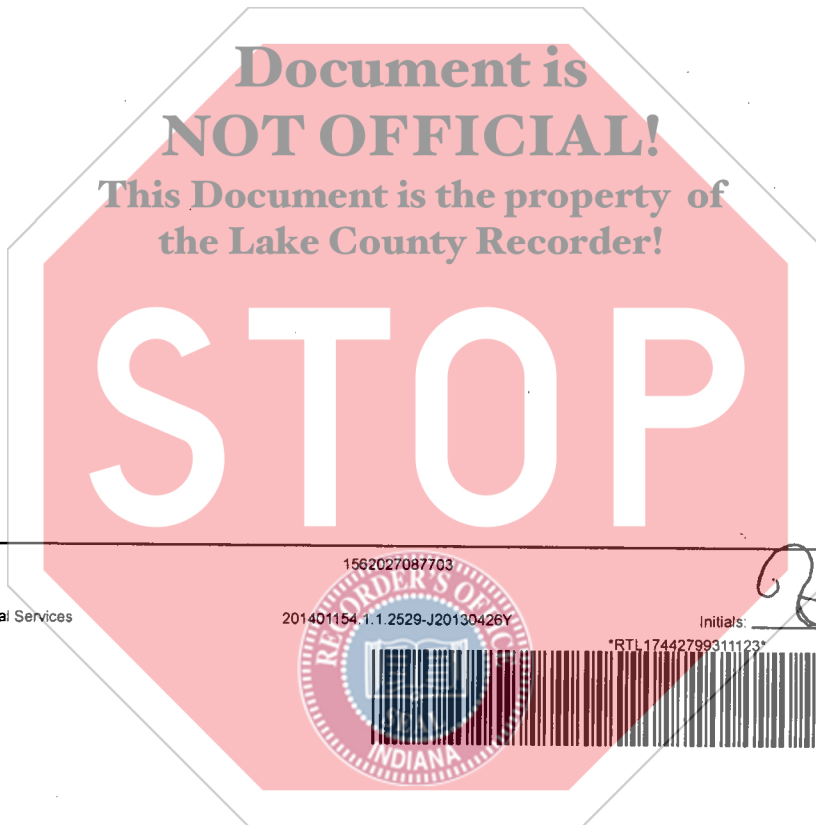 Document is
NOT OFFICIAL!
This Document is the property of
the Lake County Recorder!
STOP
1562027087703
al Services
201401154.1.1.2529-J20130426Y
Initials:
*RTL17442799311123*
RECORDER'S OFFICE
SEAL
INDIANA